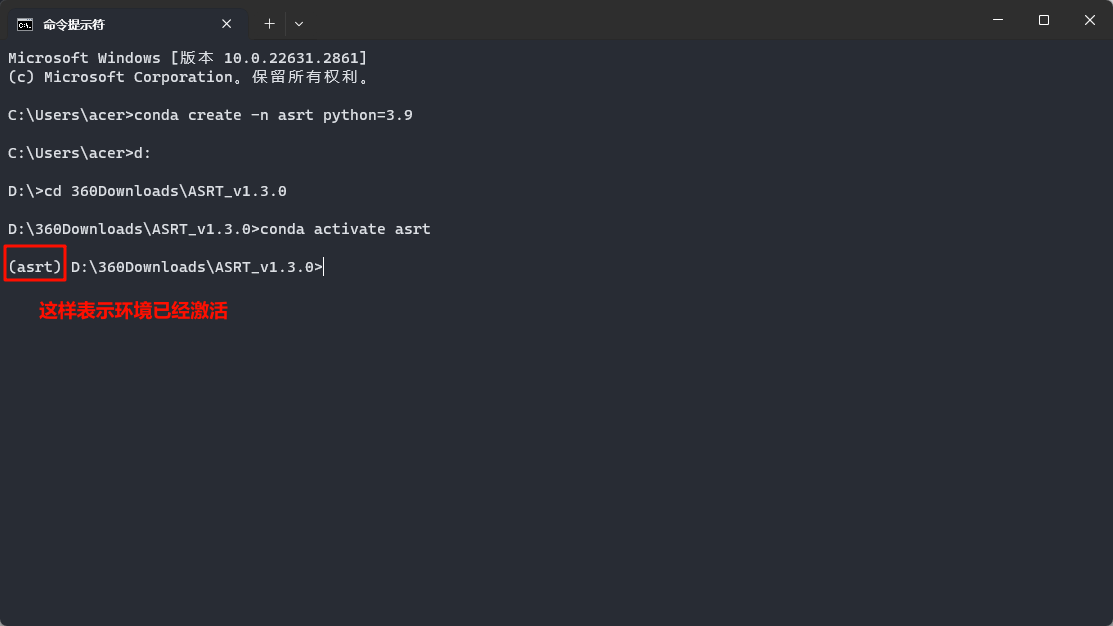 命令提示符
Microsoft Windows [版本 10.0.22631.2861]
(c) Microsoft Corporation。保留所有权利。
C:\Users\acer>conda create -n asrt python=3.9
C:\Users\acer>d:
D:\>cd 360Downloads\ASRT_v1.3.0
D:\360Downloads\ASRT_v1.3.0>conda activate asrt
(asrt) D:\360Downloads\ASRT_v1.3.0>
这样表示环境已经激活